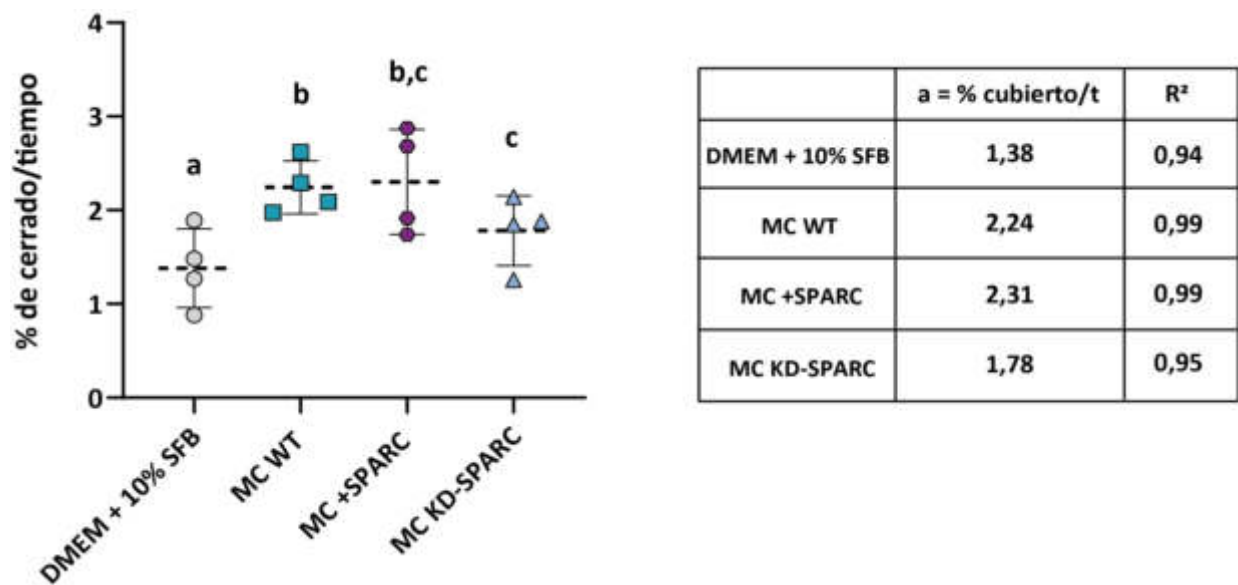 % de cerrado/tiempo
4
3
2
1
0
a
b
b,c
c
DMEM + 10% SFB
MC WT
MC +SPARC
MC KD-SPARC
a = % cubierto/t R²
DMEM + 10% SFB 1,38 0,94
MC WT 2,24 0,99
MC +SPARC 2,31 0,99
MC KD-SPARC 1,78 0,95